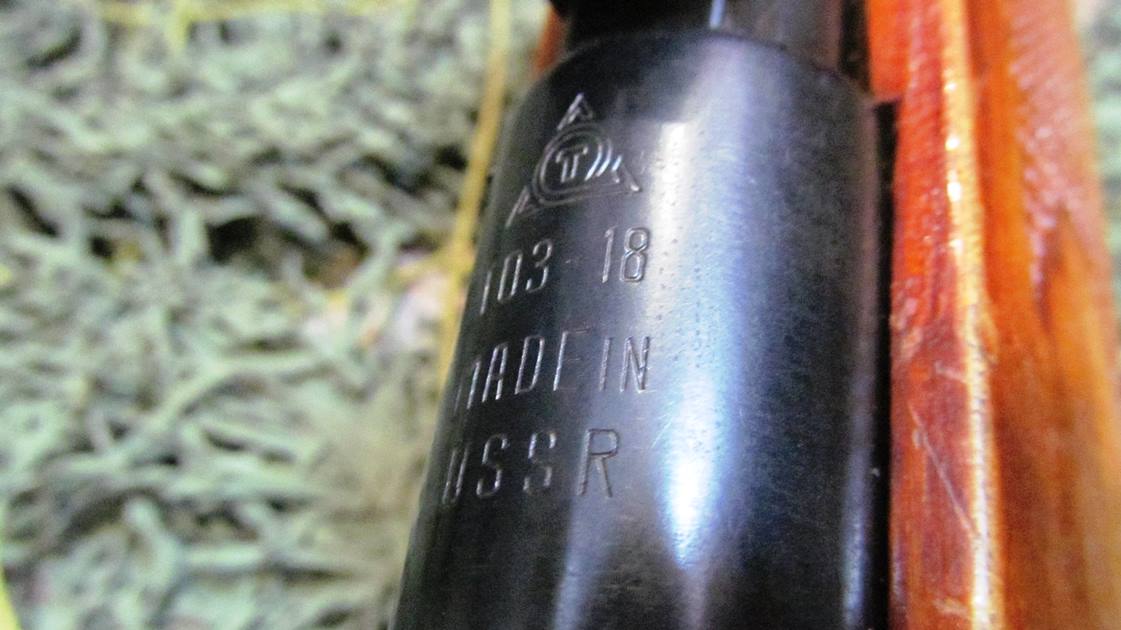 T
103-18
MADE IN
USSR